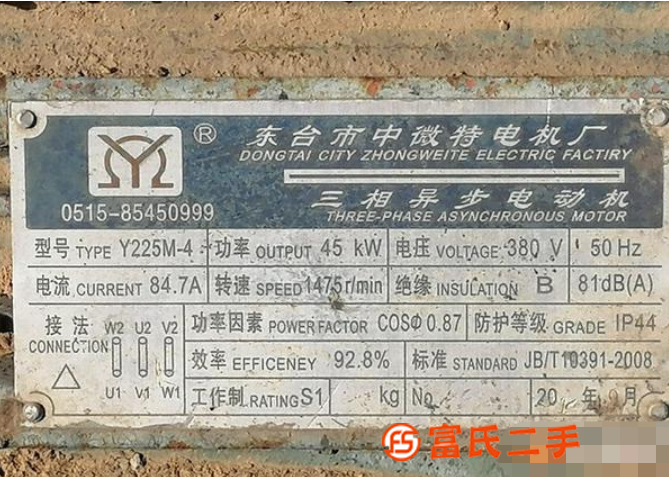 ® 东台市中微特电机厂
DONGTAI CITY ZHONGWEITE ELECTRIC FACTIRY
三相异步电动机
0515-85450999
THREE-PHASE ASYNCHRONOUS MOTOR
型号 TYPE Y225M-4 功率 OUTPUT 45 kW 电压 VOLTAGE 380 V 50 Hz
电流 CURRENT 84.7A 转速 SPEED 1475r/min 绝缘 INSULATION B 81dB(A)
接法 W2 U2 V2 功率因素 POWER FACTOR COSΦ 0.87 防护等级 GRADE IP44
CONNECTION
效率 EFFICENEY 92.8% 标准 STANDARD JB/T10391-2008
△ U1 V1 W1 工作制 RATING S1 kg No. 20 年 月
富氏二手